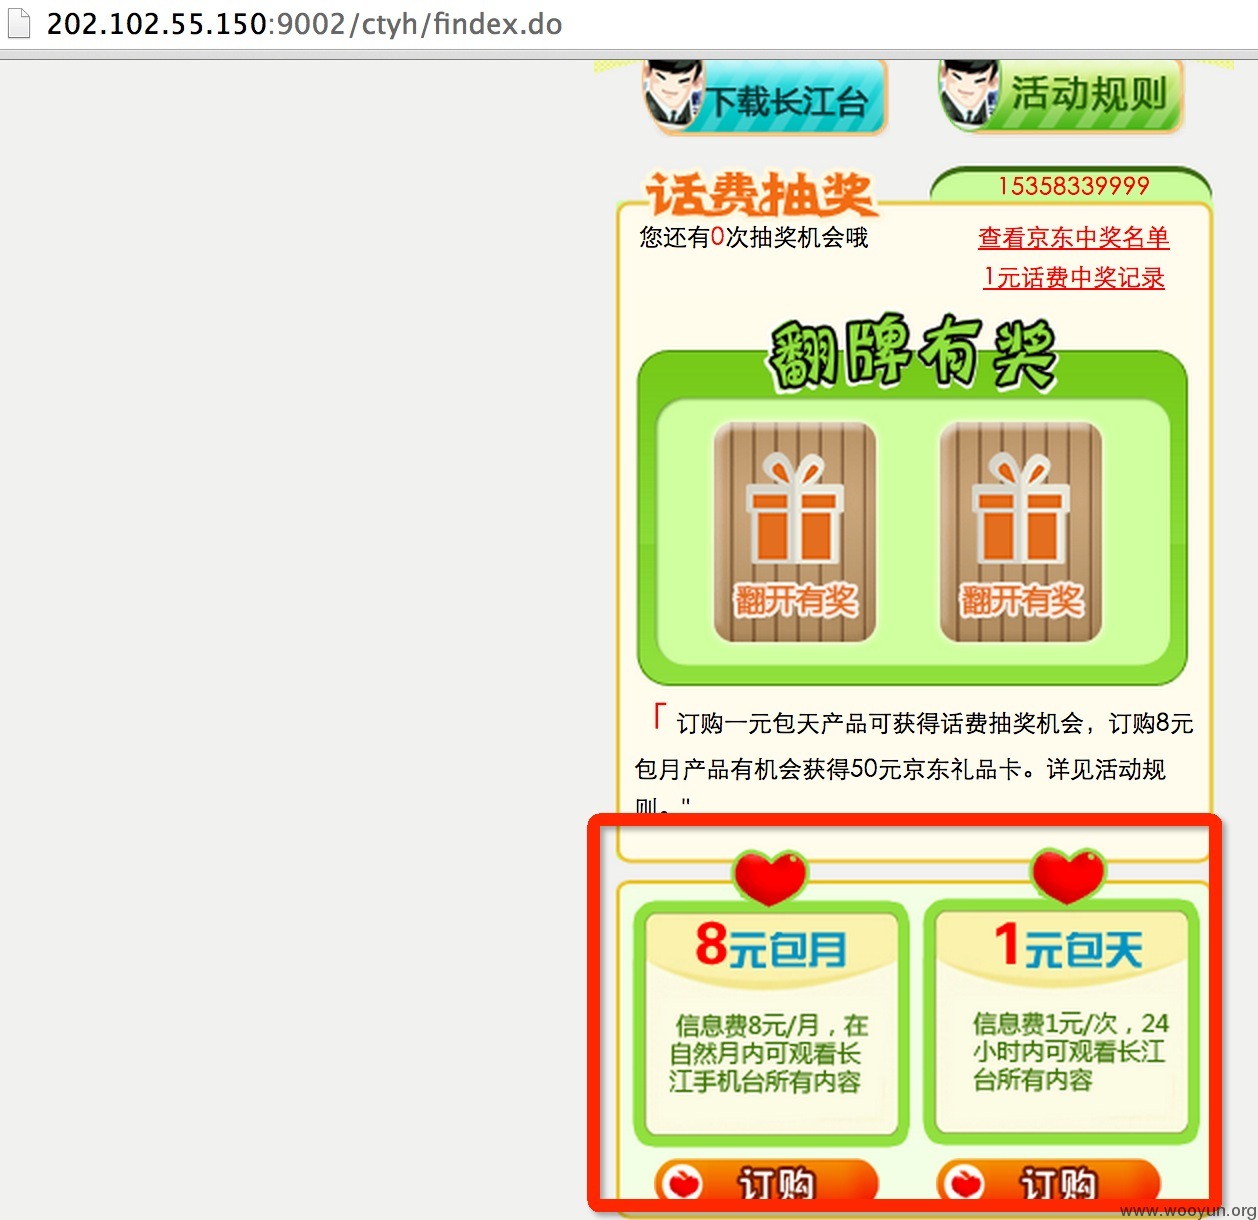 202.102.55.150:9002/ctyh/findex.do
下载长江台
活动规则
话费抽奖
15358339999
您还有0次抽奖机会哦
查看京东中奖名单
1元话费中奖记录
翻牌有奖
翻开有奖
翻开有奖
「 订购一元包天产品可获得话费抽奖机会，订购8元
包月产品有机会获得50元京东礼品卡。详见活动规
则。"
8元包月
1元包天
信息费8元/月，在
自然月内可观看长
江手机台所有内容
信息费1元/次，24
小时内可观看长江
台所有内容
订购
订购
www.wooyun.org